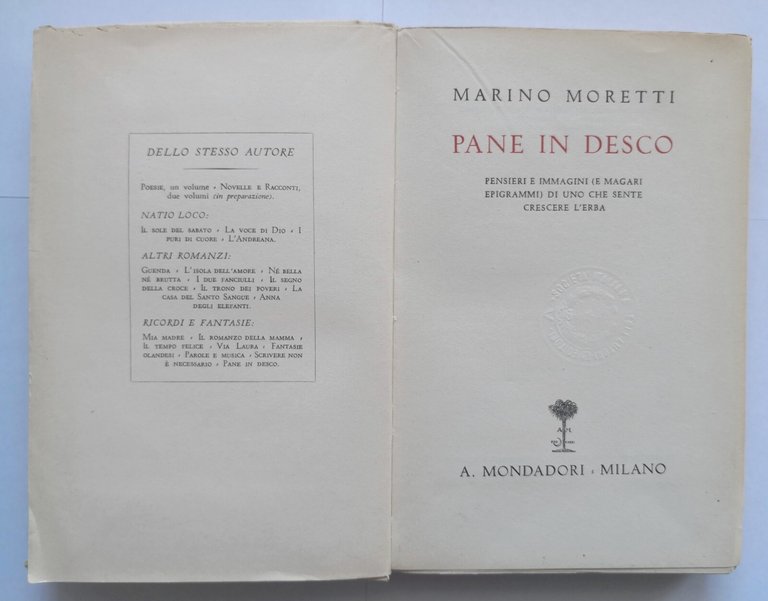 DELLO STESSO AUTORE
POESIE, un volume • NOVELLE E RACCONTI,
due volumi (in preparazione).
NATIO LOCO:
IL SOLE DEL SABATO • LA VOCE DI DIO • I
PURI DI CUORE • L'ANDREANA.
ALTRI ROMANZI:
GUENDA • L'ISOLA DELL'AMORE • NÉ BELLA
NÉ BRUTTA • I DUE FANCIULLI • IL SEGNO
DELLA CROCE • IL TRONO DEI POVERI • LA
CASA DEL SANTO SANGUE • ANNA
DEGLI ELEFANTI.
RICORDI E FANTASIE:
MIA MADRE • IL ROMANZO DELLA MAMMA •
IL TEMPO FELICE • VIA LAURA • FANTASIE
OLANDESI • PAROLE E MUSICA • SCRIVERE NON
È NECESSARIO • PANE IN DESCO.
MARINO MORETTI
PANE IN DESCO
PENSIERI E IMMAGINI (E MAGARI
EPIGRAMMI) DI UNO CHE SENTE
CRESCERE L'ERBA
A. MONDADORI • MILANO